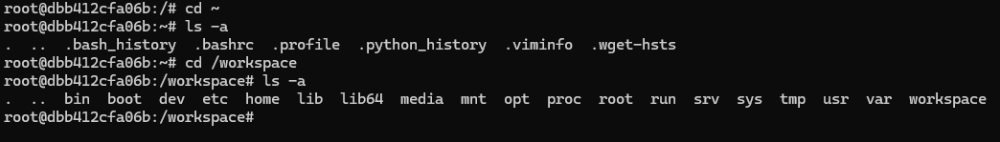 root@dbb412cfa06b:/# cd ~
root@dbb412cfa06b:~# ls -a
.  ..  .bash_history  .bashrc  .profile  .python_history  .viminfo  .wget-hsts
root@dbb412cfa06b:~# cd /workspace
root@dbb412cfa06b:/workspace# ls -a
.  ..  bin  boot  dev  etc  home  lib  lib64  media  mnt  opt  proc  root  run  srv  sys  tmp  usr  var  workspace
root@dbb412cfa06b:/workspace#